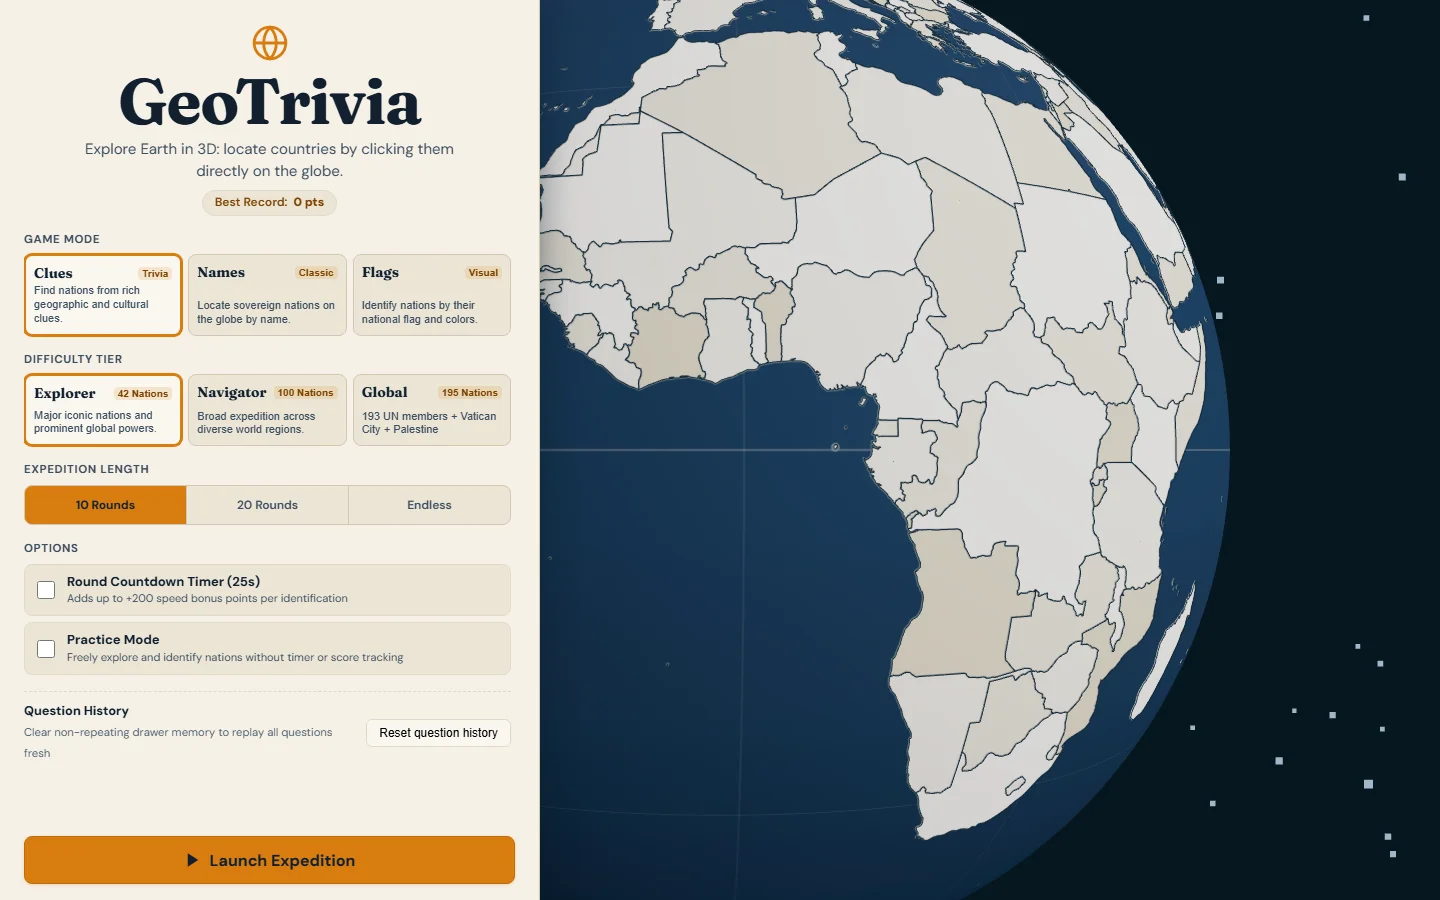 GeoTrivia
Explore Earth in 3D: locate countries by clicking them
directly on the globe.
Best Record: 0 pts
GAME MODE
Clues
Trivia
Find nations from rich
geographic and cultural
clues.
Names
Classic
Locate sovereign nations on
the globe by name.
Flags
Visual
Identify nations by their
national flag and colors.
DIFFICULTY TIER
Explorer
42 Nations
Major iconic nations and
prominent global powers.
Navigator
100 Nations
Broad expedition across
diverse world regions.
Global
195 Nations
193 UN members + Vatican
City + Palestine
EXPEDITION LENGTH
10 Rounds
20 Rounds
Endless
OPTIONS
Round Countdown Timer (25s)
Adds up to +200 speed bonus points per identification
Practice Mode
Freely explore and identify nations without timer or score tracking
Question History
Clear non-repeating drawer memory to replay all questions
fresh
Reset question history
Launch Expedition